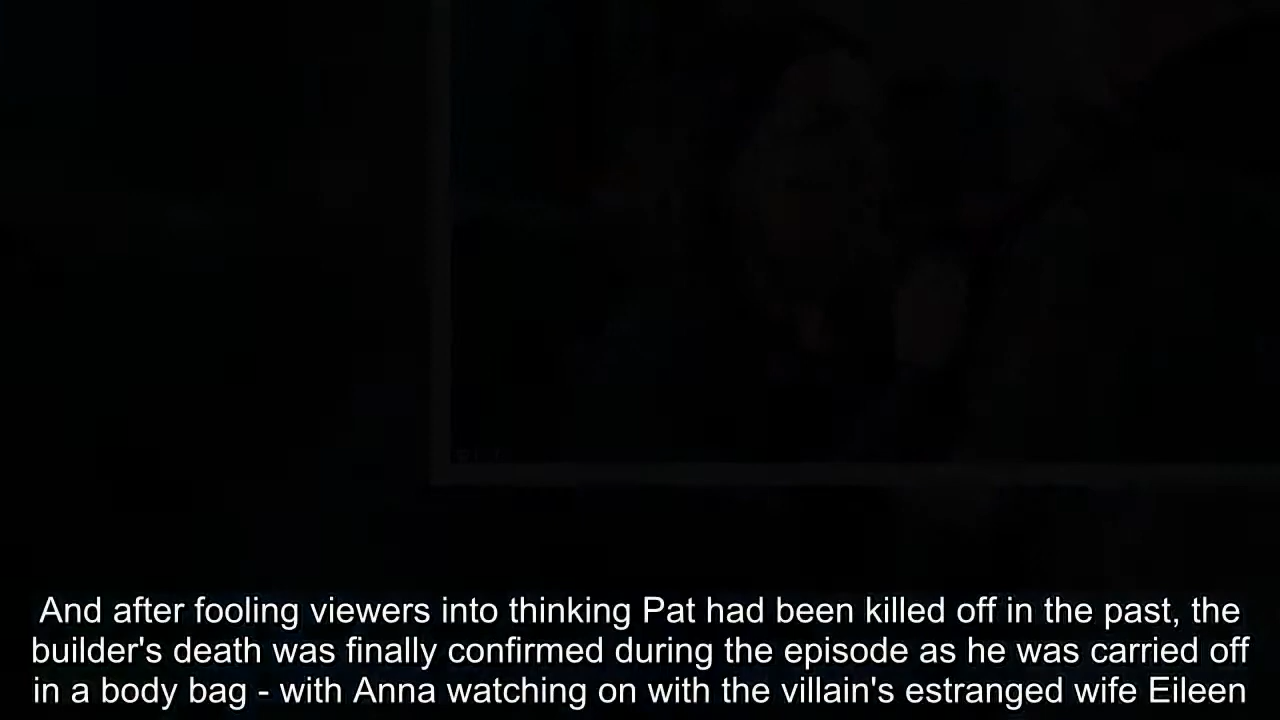 And after fooling viewers into thinking Pat had been killed off in the past, the
builder's death was finally confirmed during the episode as he was carried off
in a body bag - with Anna watching on with the villain's estranged wife Eileen